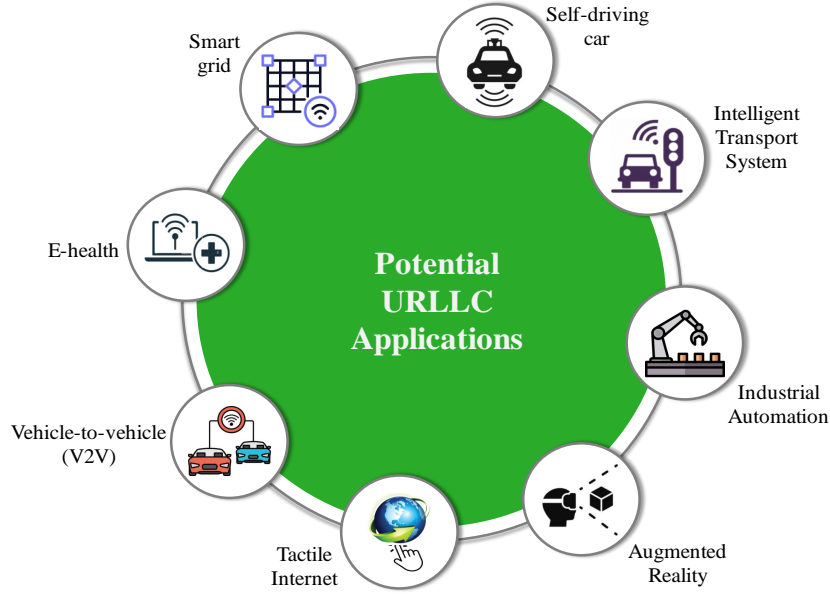 Self-driving
car
Smart
grid
Intelligent
Transport
System
E-health
Potential
URLLC
Applications
Industrial
Automation
Vehicle-to-vehicle
(V2V)
Tactile
Internet
Augmented
Reality